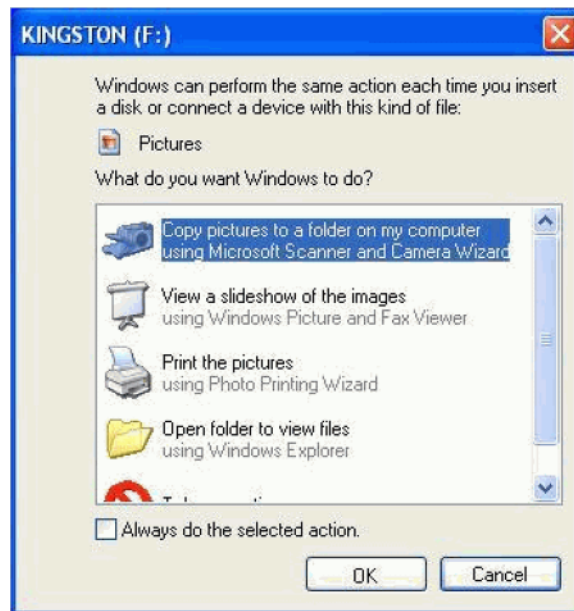 KINGSTON (F:)
Windows can perform the same action each time you insert
a disk or connect a device with this kind of file:
Pictures
What do you want Windows to do?
Copy pictures to a folder on my computer
using Microsoft Scanner and Camera Wizard
View a slideshow of the images
using Windows Picture and Fax Viewer
Print the pictures
using Photo Printing Wizard
Open folder to view files
using Windows Explorer
Always do the selected action.
OK
Cancel